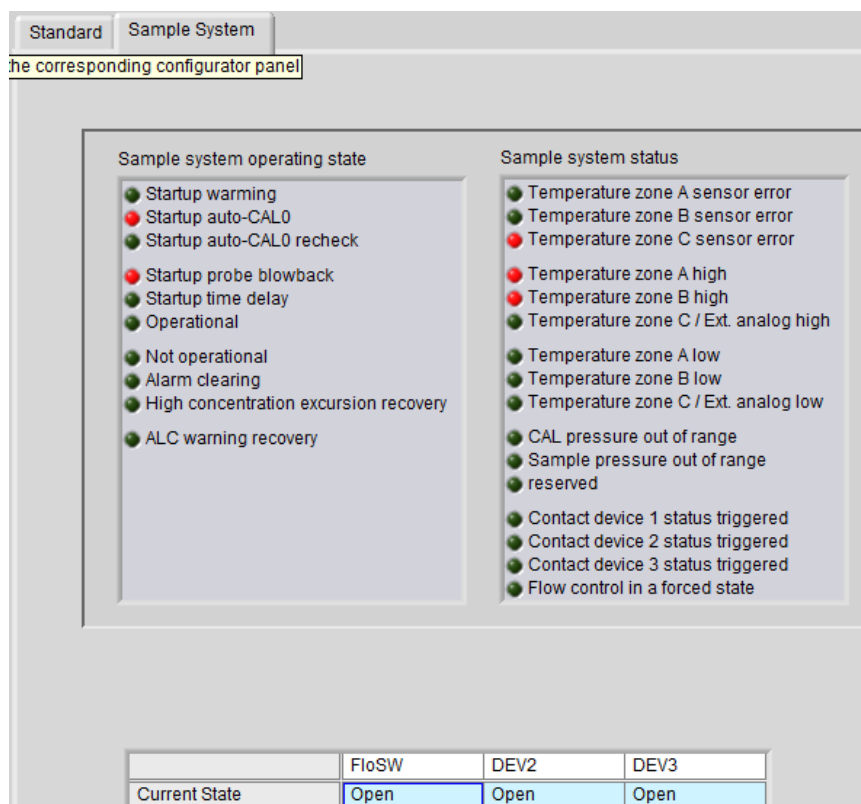 Standard Sample System
the corresponding configurator panel
Sample system operating state
Startup warming
Startup auto-CAL0
Startup auto-CAL0 recheck
Startup probe blowback
Startup time delay
Operational
Not operational
Alarm clearing
High concentration excursion recovery
ALC warning recovery
Sample system status
Temperature zone A sensor error
Temperature zone B sensor error
Temperature zone C sensor error
Temperature zone A high
Temperature zone B high
Temperature zone C / Ext. analog high
Temperature zone A low
Temperature zone B low
Temperature zone C / Ext. analog low
CAL pressure out of range
Sample pressure out of range
reserved
Contact device 1 status triggered
Contact device 2 status triggered
Contact device 3 status triggered
Flow control in a forced state
FloSW DEV2 DEV3
Current State Open Open Open